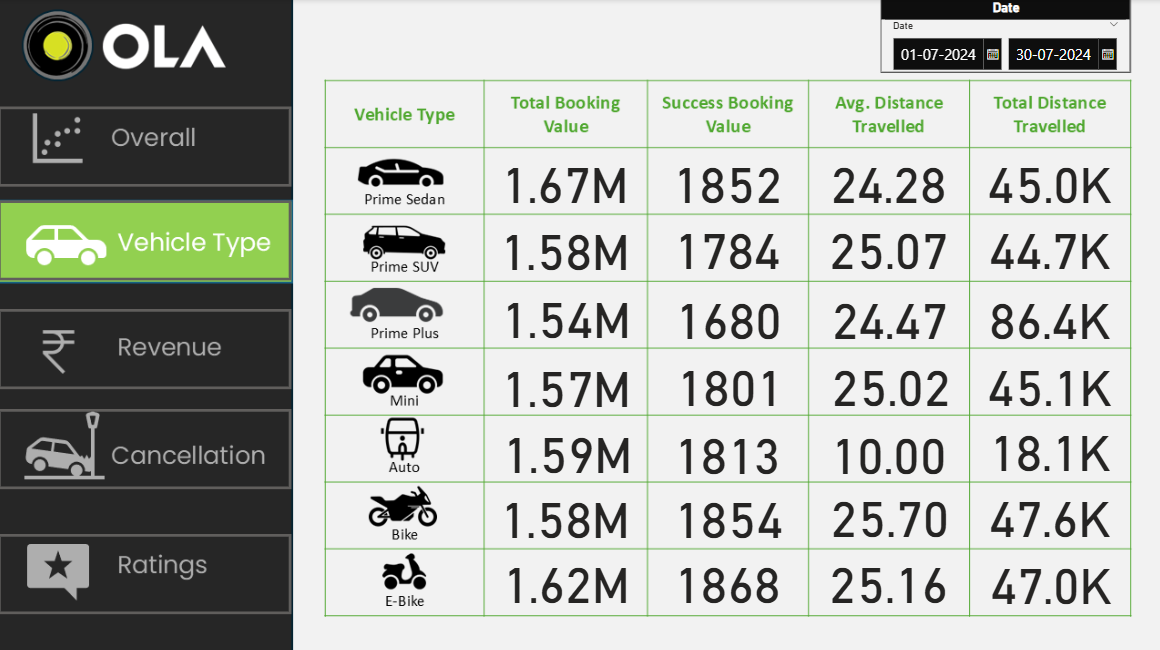 OLA
Overall
Vehicle Type
Revenue
Cancellation
Ratings
Date
Date
01-07-2024 30-07-2024
Vehicle Type Total Booking Value Success Booking Value Avg. Distance Travelled Total Distance Travelled
Prime Sedan 1.67M 1852 24.28 45.0K
Prime SUV 1.58M 1784 25.07 44.7K
Prime Plus 1.54M 1680 24.47 86.4K
Mini 1.57M 1801 25.02 45.1K
Auto 1.59M 1813 10.00 18.1K
Bike 1.58M 1854 25.70 47.6K
E-Bike 1.62M 1868 25.16 47.0K